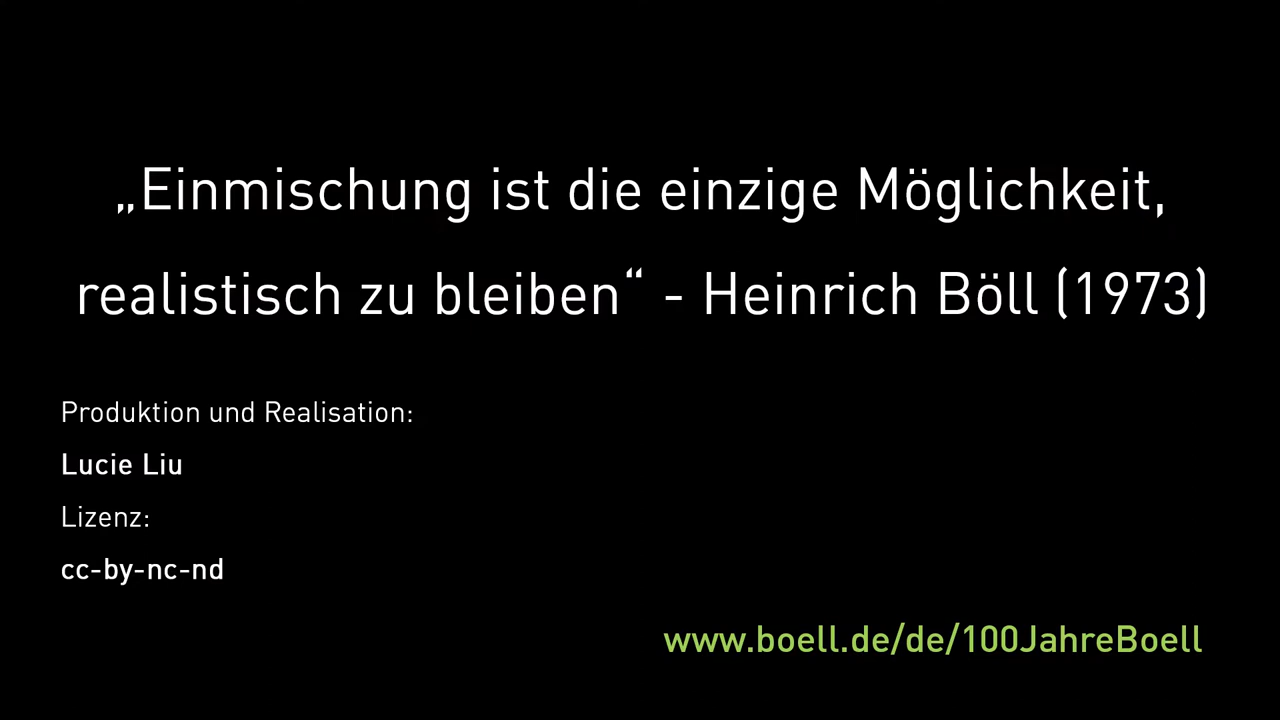 „Einmischung ist die einzige Möglichkeit,
realistisch zu bleiben“ - Heinrich Böll (1973)
Produktion und Realisation:
Lucie Liu
Lizenz:
cc-by-nc-nd
www.boell.de/de/100JahreBoell